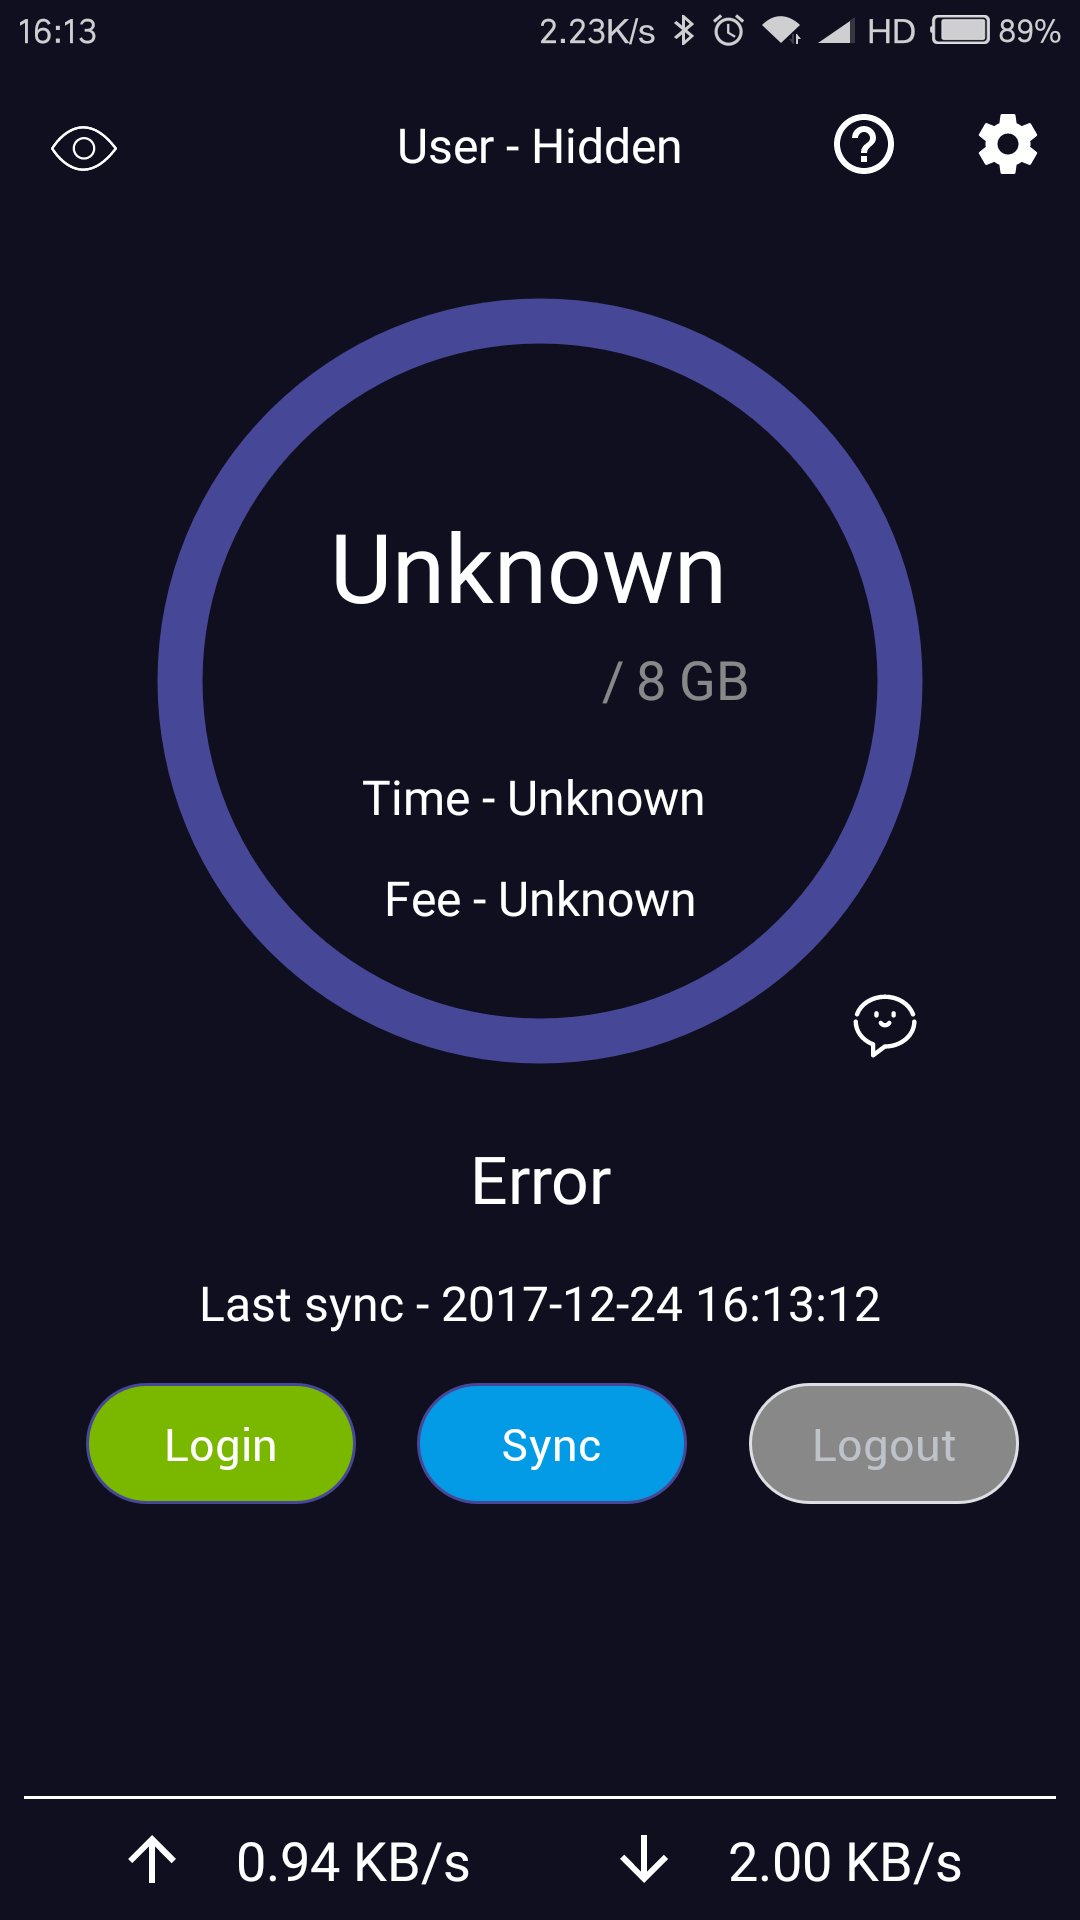 16:13 2.23K/s HD 89%
User - Hidden
Unknown
/ 8 GB
Time - Unknown
Fee - Unknown
Error
Last sync - 2017-12-24 16:13:12
Login Sync Logout
0.94 KB/s 2.00 KB/s